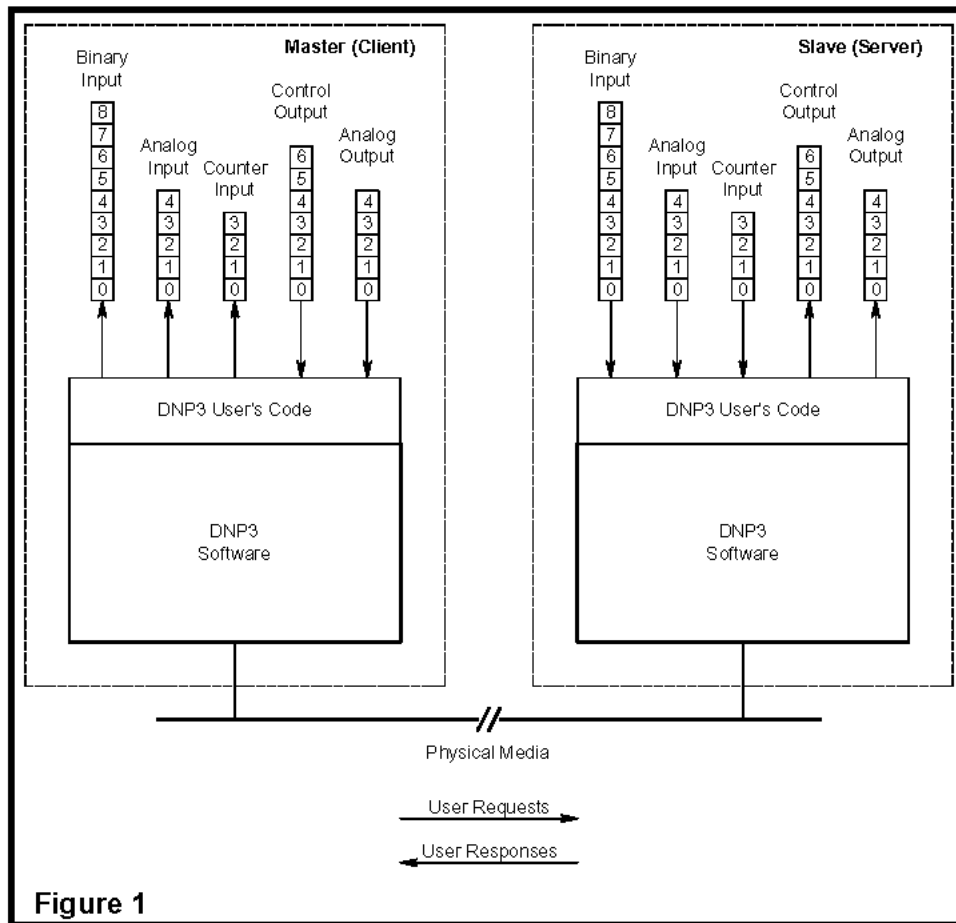 Master (Client)
Binary
Input
8
7
6
5
4
3
2
1
0
Analog
Input
4
3
2
1
0
Counter
Input
3
2
1
0
Control
Output
6
5
4
3
2
1
0
Analog
Output
4
3
2
1
0
DNP3 User's Code
DNP3
Software
Slave (Server)
Binary
Input
8
7
6
5
4
3
2
1
0
Analog
Input
4
3
2
1
0
Counter
Input
3
2
1
0
Control
Output
6
5
4
3
2
1
0
Analog
Output
4
3
2
1
0
DNP3 User's Code
DNP3
Software
Physical Media
User Requests
User Responses
Figure 1